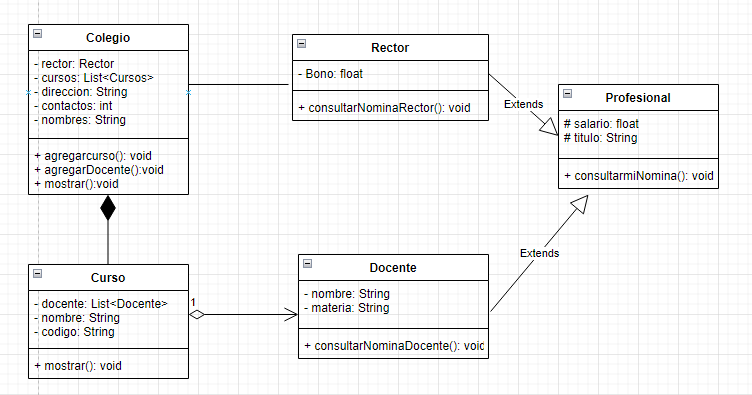 Colegio
- rector: Rector
- cursos: List<Cursos>
- direccion: String
- contactos: int
- nombres: String
+ agregarcurso(): void
+ agregarDocente():void
+ mostrar():void
Rector
- Bono: float
+ consultarNominaRector(): void
Extends
Profesional
# salario: float
# titulo: String
+ consultarmiNomina(): void
Curso
- docente: List<Docente>
- nombre: String
- codigo: String
+ mostrar(): void
1
Docente
- nombre: String
- materia: String
+ consultarNominaDocente(): void
Extends